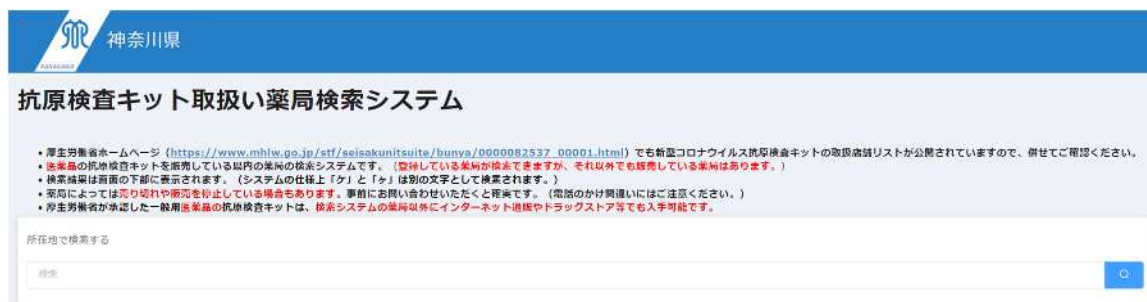 神奈川県
KANAGAWA
抗原検査キット取扱い薬局検索システム
• 厚生労働省ホームページ（https://www.mhlw.go.jp/stf/seisakunitsuite/bunya/0000082537_00001.html）でも新型コロナウイルス抗原検査キットの取扱店舗リストが公開されていますので、併せてご確認ください。
• 医薬品の抗原検査キットを販売している県内の薬局の検索システムです。（登録している薬局が検索できますが、それ以外でも販売している薬局はあります。）
• 検索結果は画面の下部に表示されます。（システムの仕様上「ケ」と「ヶ」は別の文字として検索されます。）
• 薬局によっては売り切れや販売を停止している場合もあります。事前にお問い合わせいただくと確実です。（電話のかけ間違いにはご注意ください。）
• 厚生労働省が承認した一般用医薬品の抗原検査キットは、検索システムの薬局以外にインターネット通販やドラッグストア等でも入手可能です。
所在地で検索する
検索